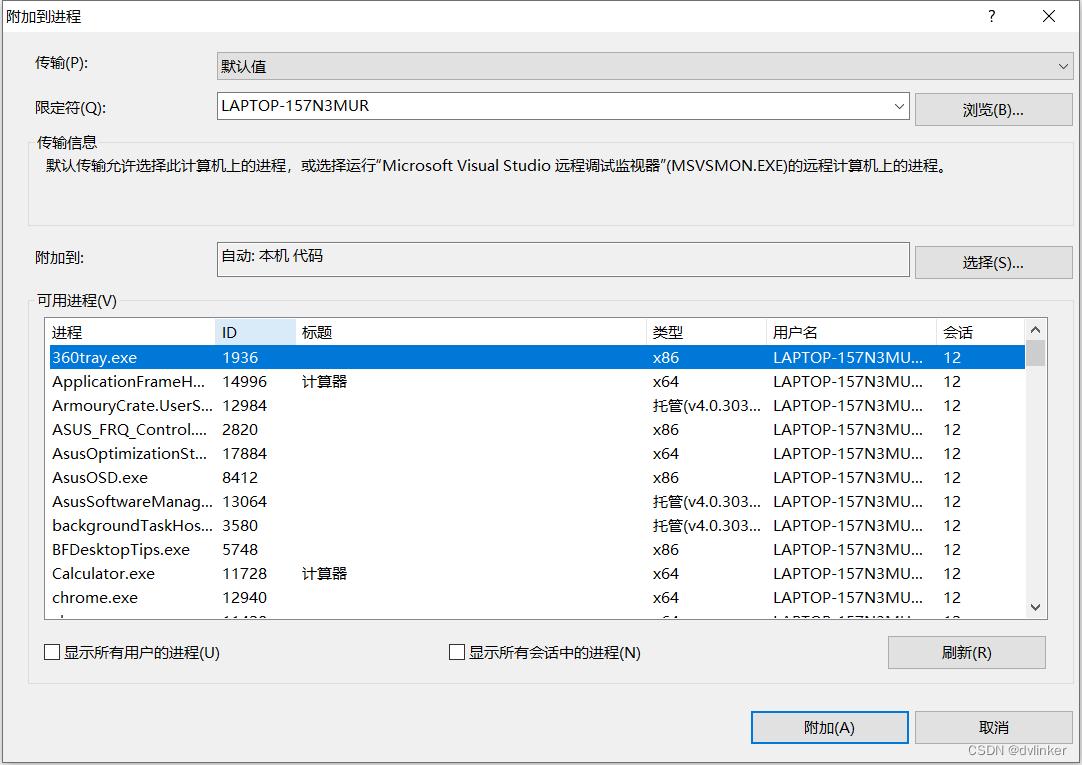 附加到进程
传输(P):
默认值
限定符(Q):
LAPTOP-157N3MUR
浏览(B)...
传输信息
默认传输允许选择此计算机上的进程，或选择运行“Microsoft Visual Studio 远程调试监视器”(MSVSMON.EXE)的远程计算机上的进程。
附加到:
自动: 本机 代码
选择(S)...
可用进程(V)
进程 ID 标题 类型 用户名 会话
360tray.exe 1936 x86 LAPTOP-157N3MU... 12
ApplicationFrameH... 14996 计算器 x64 LAPTOP-157N3MU... 12
ArmouryCrate.UserS... 12984 托管(v4.0.303... LAPTOP-157N3MU... 12
ASUS_FRQ_Control.... 2820 x86 LAPTOP-157N3MU... 12
AsusOptimizationSt... 17884 x64 LAPTOP-157N3MU... 12
AsusOSD.exe 8412 x86 LAPTOP-157N3MU... 12
AsusSoftwareManag... 13064 托管(v4.0.303... LAPTOP-157N3MU... 12
backgroundTaskHos... 3580 托管(v4.0.303... LAPTOP-157N3MU... 12
BFDesktopTips.exe 5748 x86 LAPTOP-157N3MU... 12
Calculator.exe 11728 计算器 x64 LAPTOP-157N3MU... 12
chrome.exe 12940 x64 LAPTOP-157N3MU... 12
显示所有用户的进程(U)
显示所有会话中的进程(N)
刷新(R)
附加(A)
取消
CSDN @dvlinker